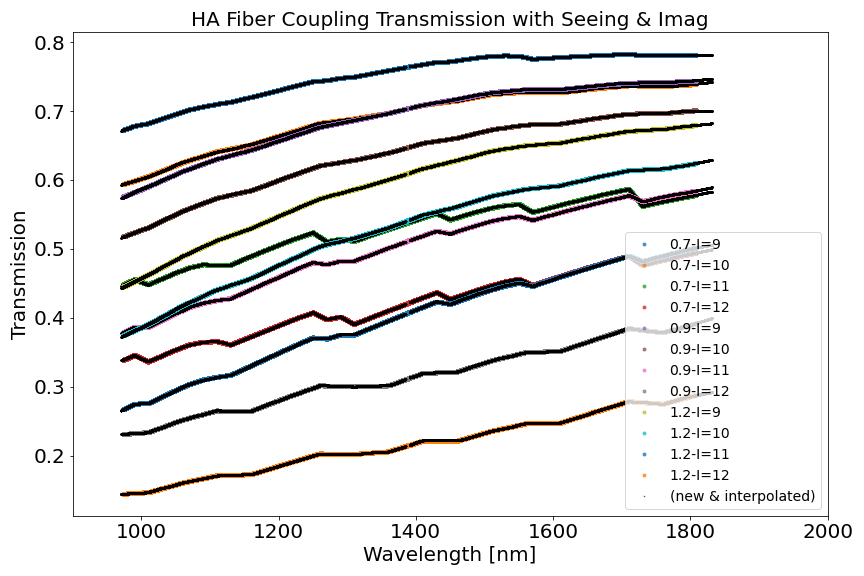 HA Fiber Coupling Transmission with Seeing & Imag
Transmission
0.8
0.7
0.6
0.5
0.4
0.3
0.2
1000 1200 1400 1600 1800 2000
Wavelength [nm]
0.7-I=9
0.7-I=10
0.7-I=11
0.7-I=12
0.9-I=9
0.9-I=10
0.9-I=11
0.9-I=12
1.2-I=9
1.2-I=10
1.2-I=11
1.2-I=12
(new & interpolated)